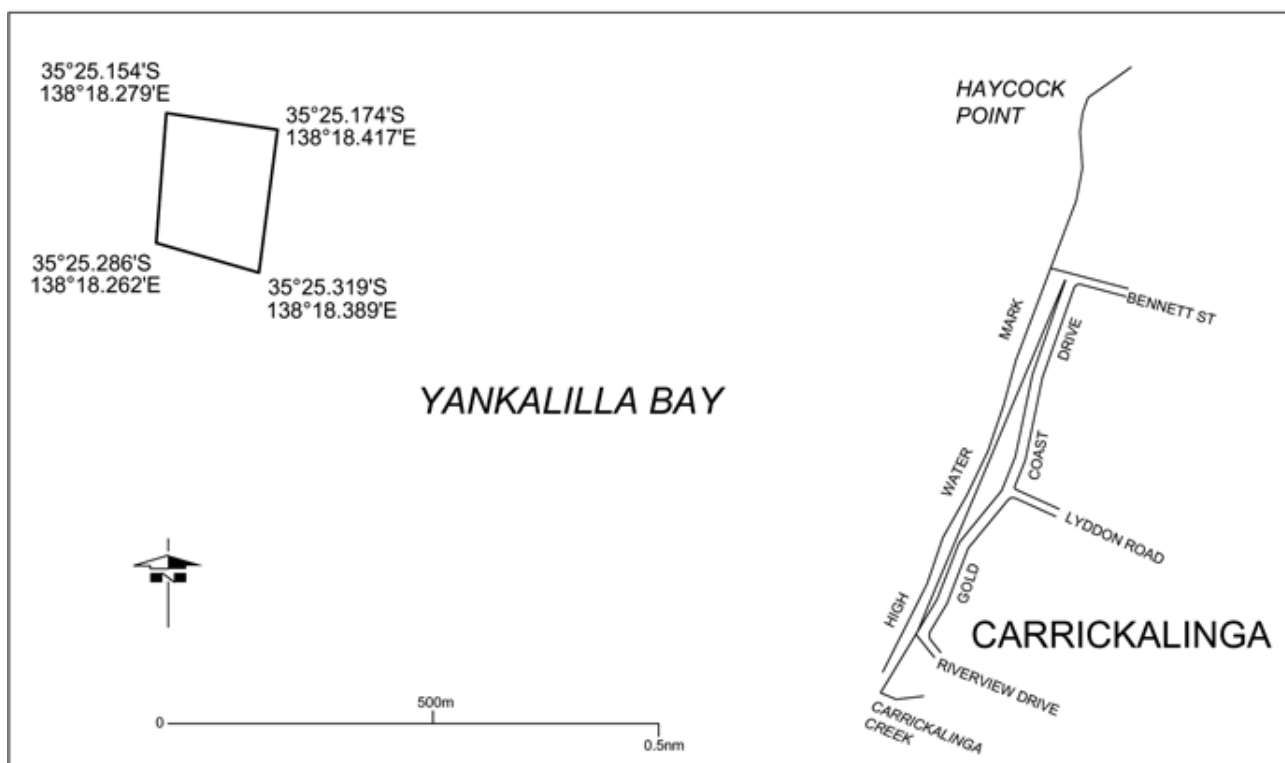 35°25.154'S
138°18.279'E
35°25.174'S
138°18.417'E
35°25.286'S
138°18.262'E
35°25.319'S
138°18.389'E
HAYCOCK
POINT
BENNETT ST
MARK
DRIVE
YANKALILLA BAY
COAST
WATER
LYDDON ROAD
N
HIGH
GOLD
CARRICKALINGA
RIVERVIEW DRIVE
CARRICKALINGA
CREEK
0
500m
0.5nm